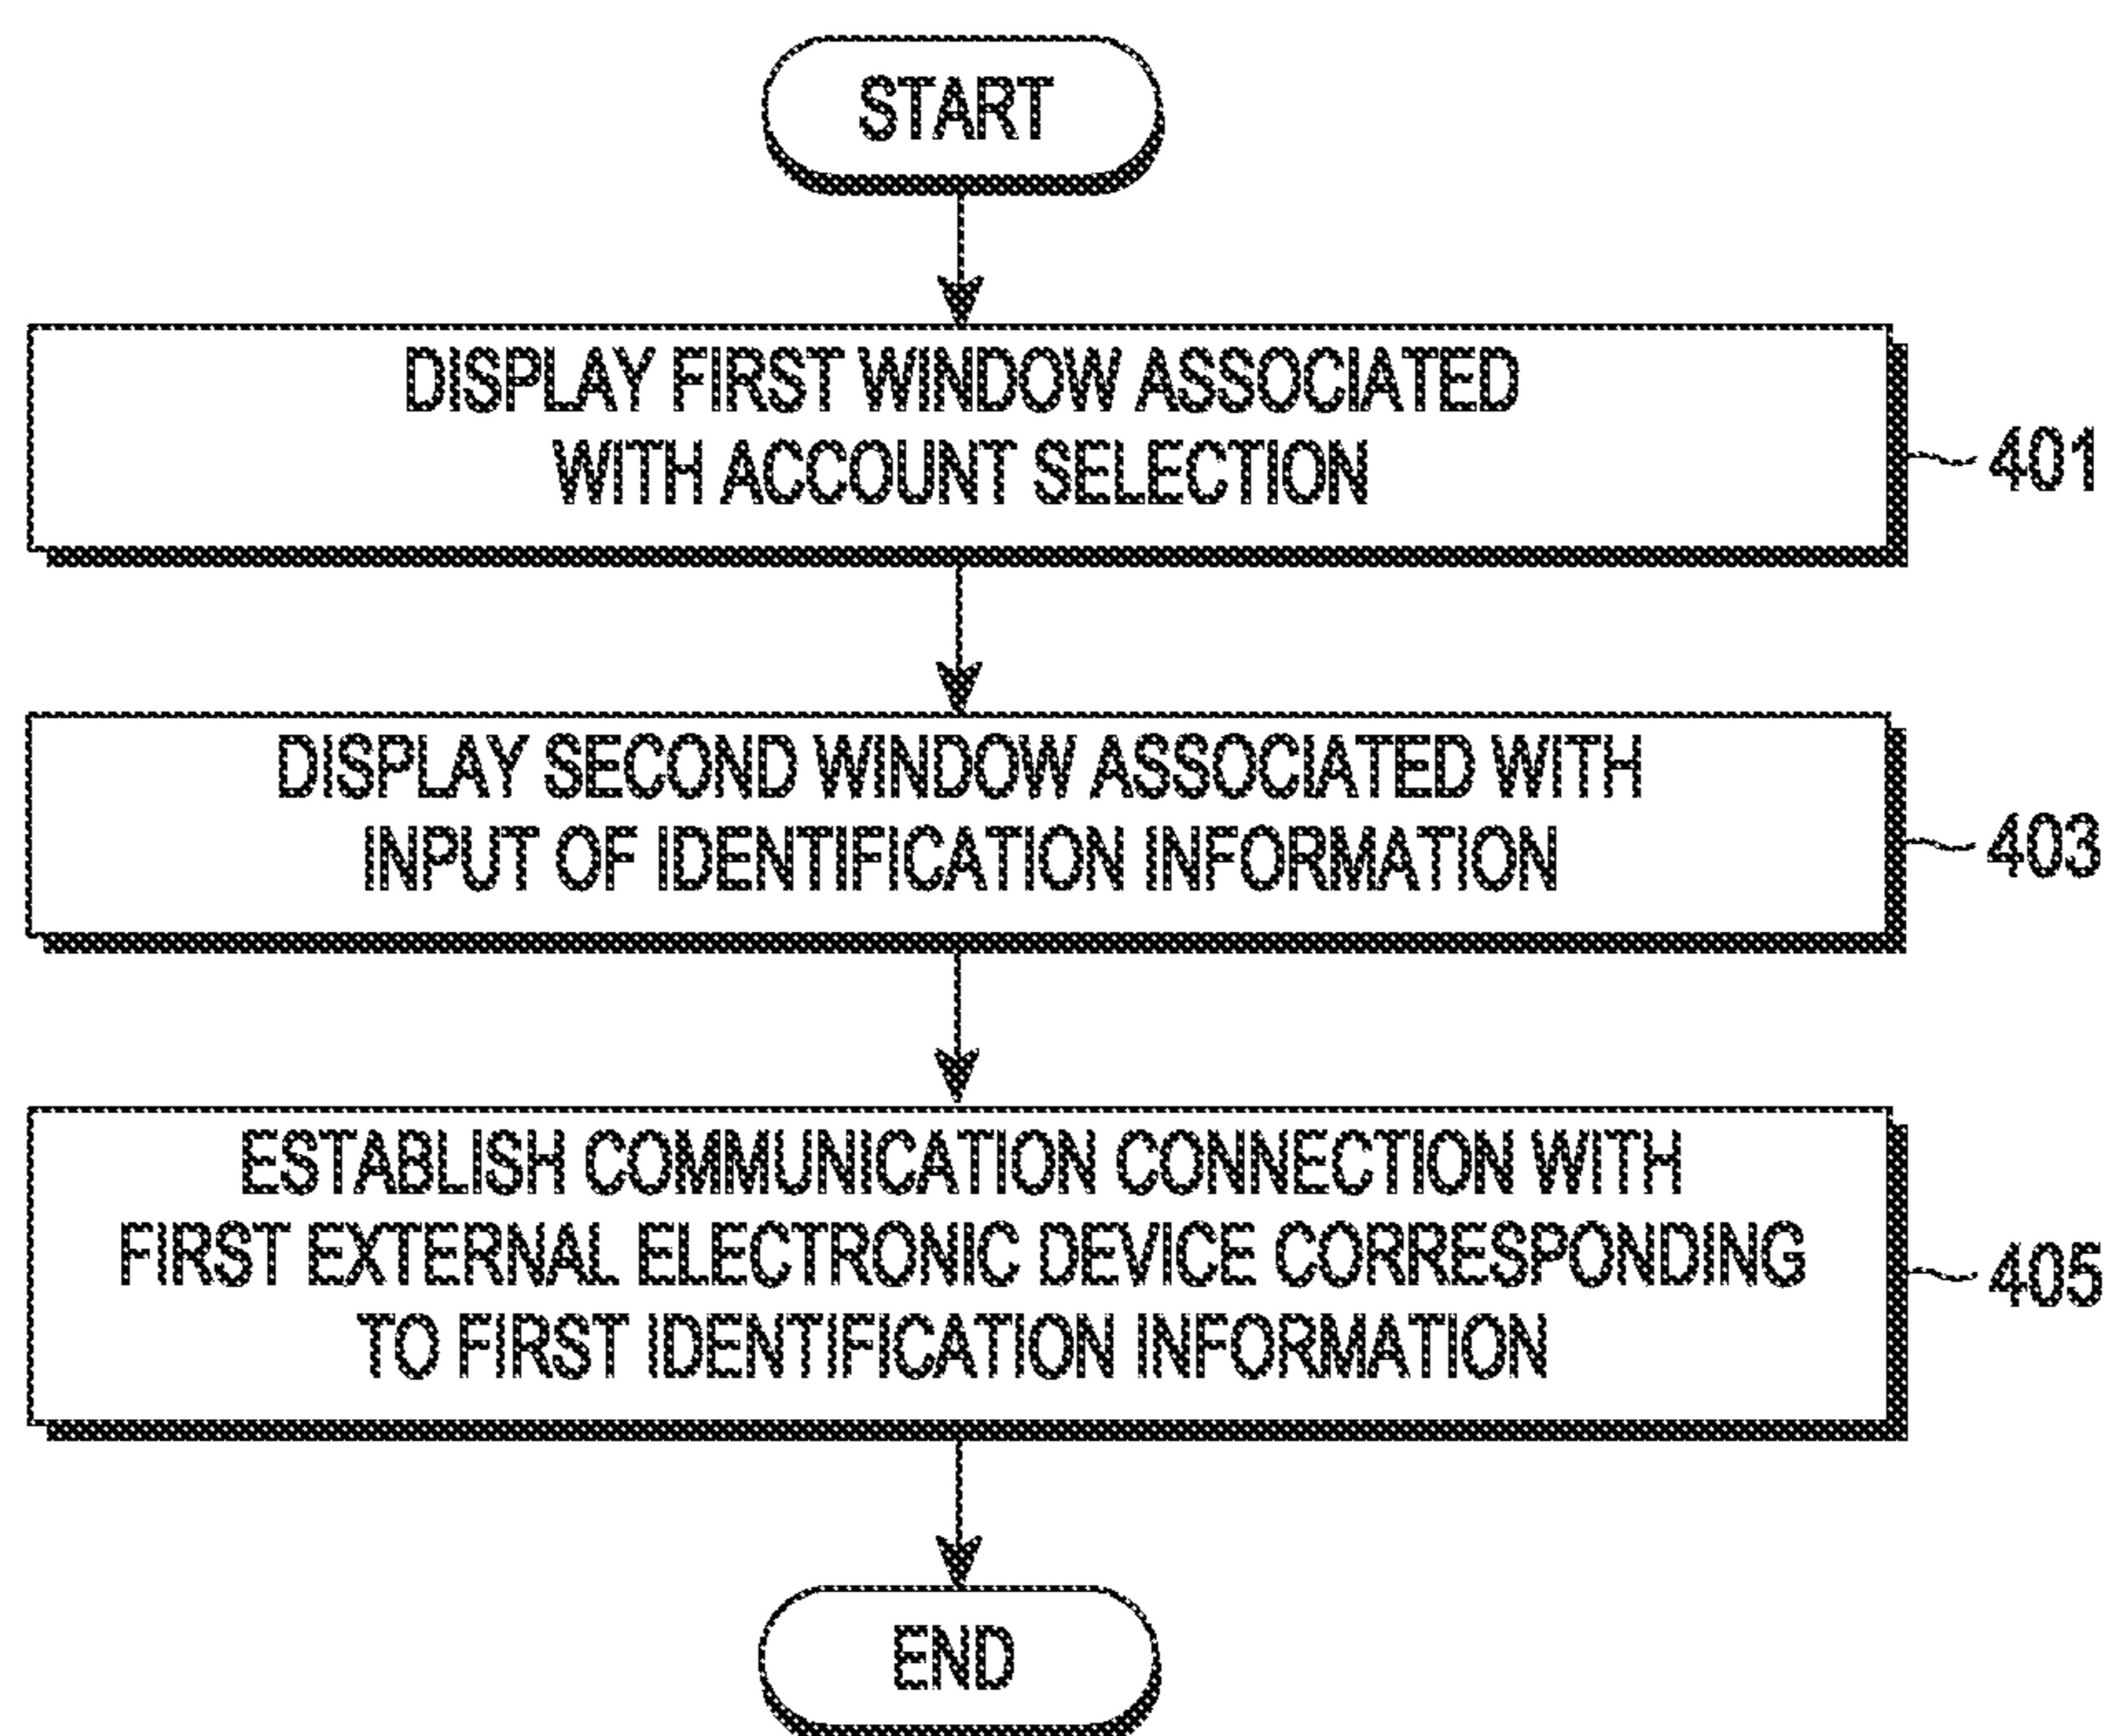 START
DISPLAY FIRST WINDOW ASSOCIATED
WITH ACCOUNT SELECTION
401
DISPLAY SECOND WINDOW ASSOCIATED WITH
INPUT OF IDENTIFICATION INFORMATION
403
ESTABLISH COMMUNICATION CONNECTION WITH
FIRST EXTERNAL ELECTRONIC DEVICE CORRESPONDING
TO FIRST IDENTIFICATION INFORMATION
405
END